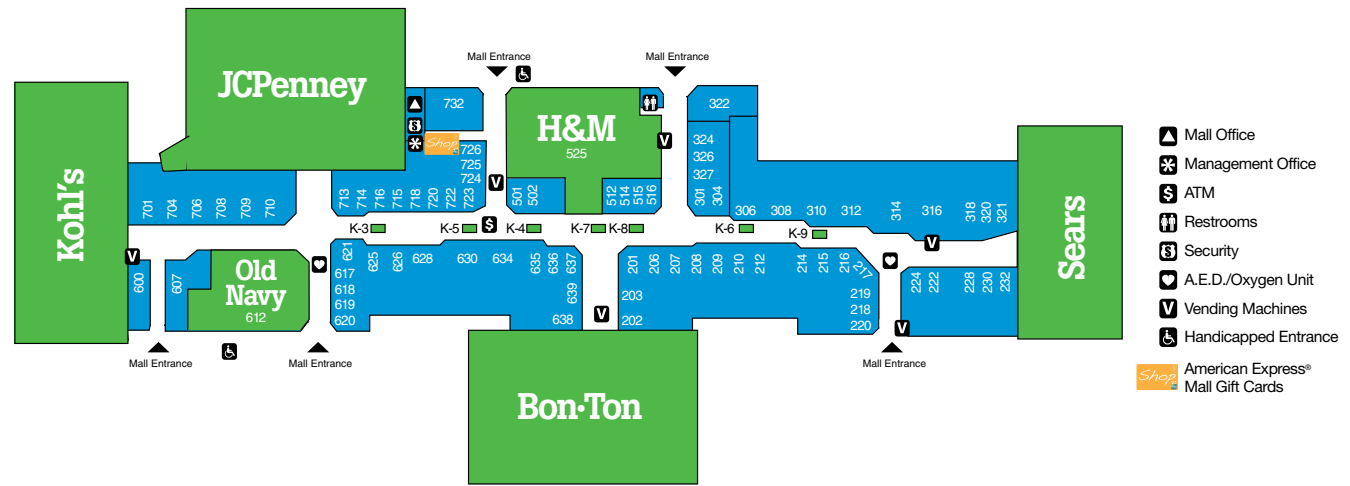 Mall Entrance
Mall Entrance
JCPenney
732
H&M
525
322
Kohl's
Shop
726
725
724
324
326
327
301
304
701
704
706
708
709
710
713
714
716
715
718
720
722
723
501
502
512
514
515
516
306
308
310
312
314
316
318
320
321
Sears
K-3
K-5
K-4
K-7
K-8
K-6
K-9
V
V
V
V
V
V
$
S
600
607
Old
Navy
612
621
617
618
619
620
625
626
628
630
634
635
636
637
639
638
201
206
207
208
209
210
212
214
215
216
217
203
202
219
218
220
224
222
228
230
232
Mall Entrance
Mall Entrance
Mall Entrance
Bon•Ton
Mall Office
Management Office
$ ATM
Restrooms
S Security
A.E.D./Oxygen Unit
V Vending Machines
Handicapped Entrance
Shop American Express®
Mall Gift Cards